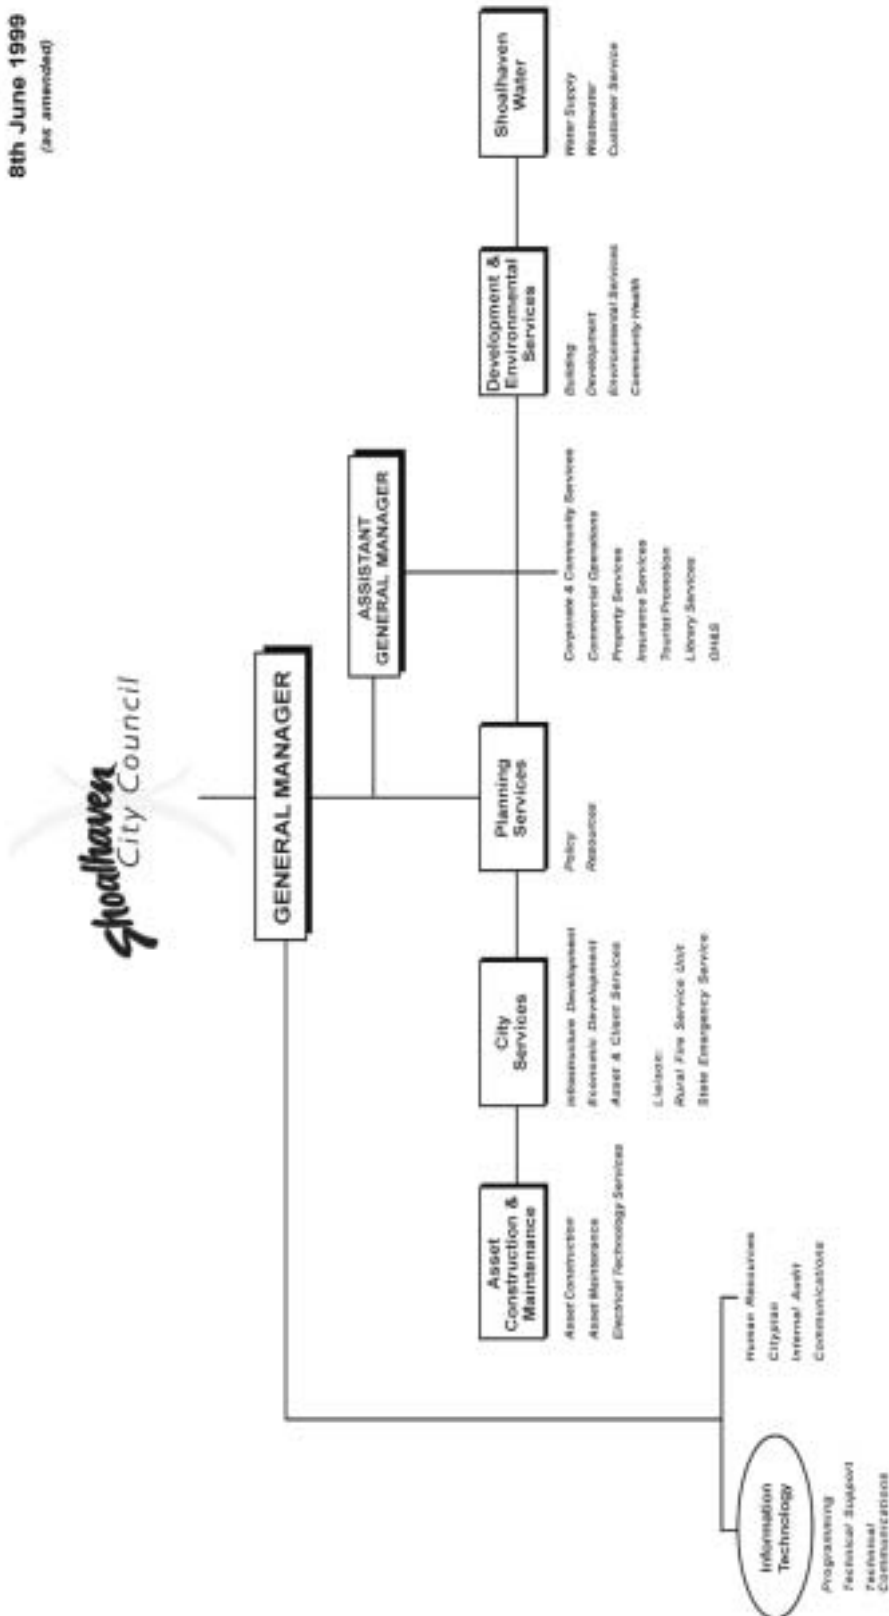 8th June 1999
(as amended)
Shoalhaven
City Council
GENERAL MANAGER
ASSISTANT
GENERAL MANAGER
Asset
Construction &
Maintenance
Asset Construction
Asset Maintenance
Electrical Technology Services
City
Services
Infrastructure Development
Economic Development
Asset & Client Services
Liaison:
Rural Fire Service Unit
State Emergency Service
Planning
Services
Policy
Resources
Corporate & Community Services
Commercial Operations
Property Services
Insurance Services
Tourist Promotion
Library Services
OH&S
Development &
Environmental
Services
Building
Development
Environmental Services
Community Health
Shoalhaven
Water
Water Supply
Wastewater
Customer Service
Information
Technology
Programming
Technical Support
Technical
Communications
Human Resources
Cityplan
Internal Audit
Communications